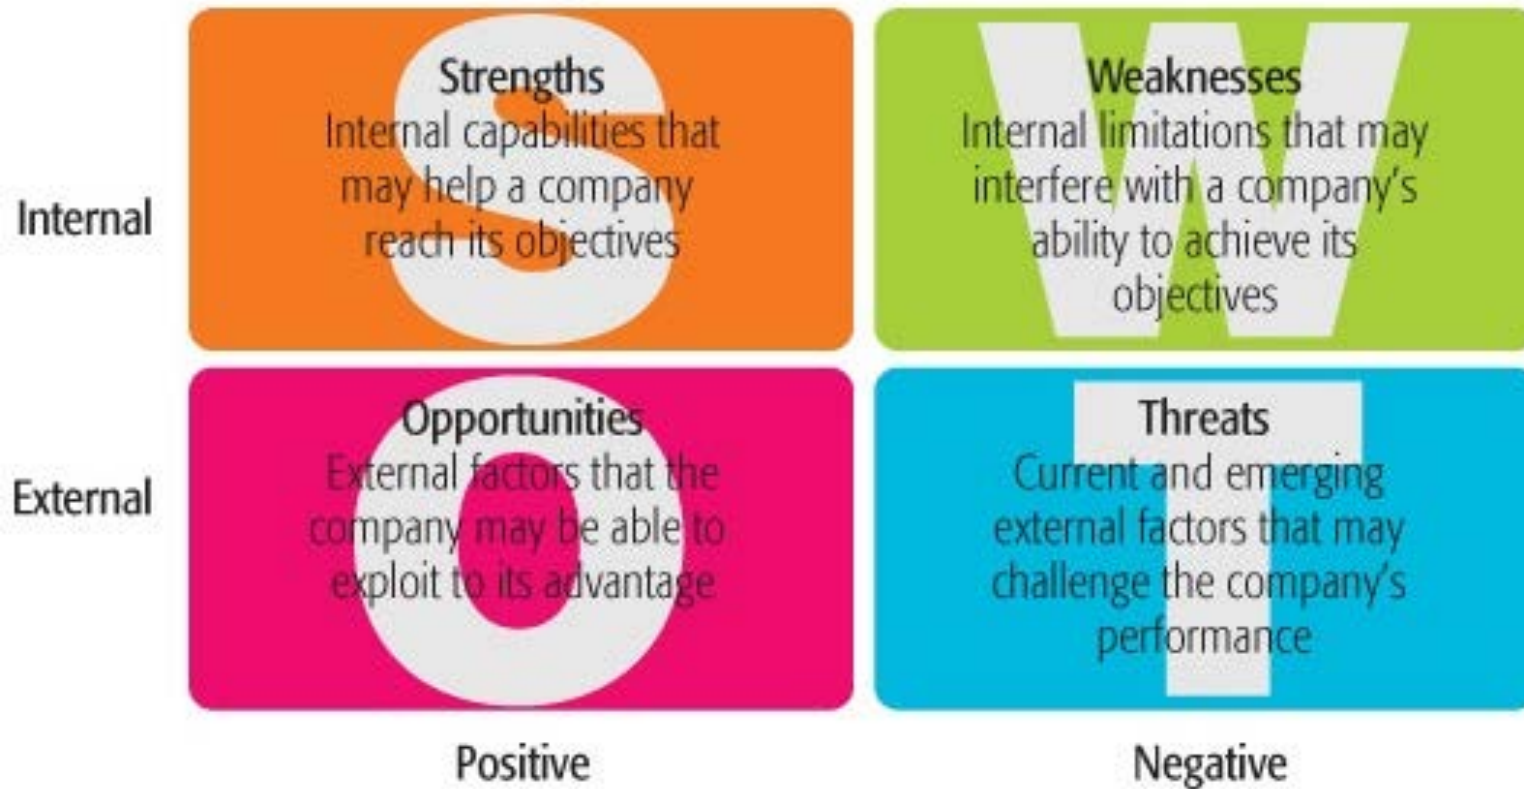 Strengths
Internal capabilities that
may help a company
reach its objectives
Weaknesses
Internal limitations that may
interfere with a company's
ability to achieve its
objectives
Internal
Opportunities
External factors that the
company may be able to
exploit to its advantage
Threats
Current and emerging
external factors that may
challenge the company's
performance
External
Positive
Negative
S
W
O
T